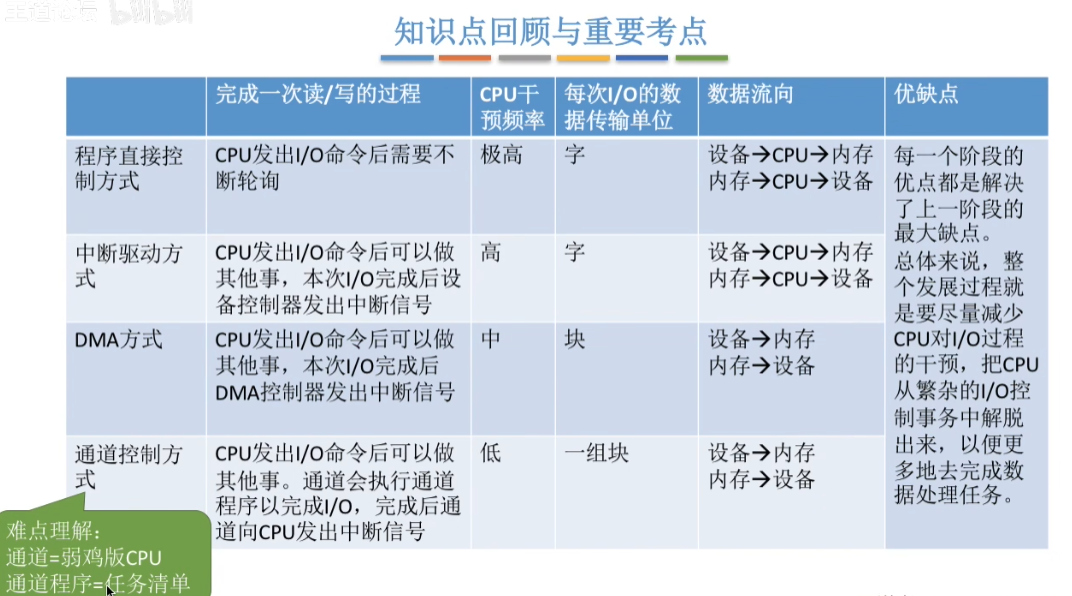 知识点回顾与重要考点
完成一次读/写的过程
CPU干
预频率
每次I/O的数
据传输单位
数据流向
优缺点
程序直接控
制方式
CPU发出I/O命令后需要不
断轮询
极高
字
设备→CPU→内存
内存→CPU→设备
每一个阶段的
优点都是解决
了上一阶段的
最大缺点。
总体来说，整
个发展过程就
是要尽量减少
CPU对I/O过程
的干预，把CPU
从繁杂的I/O控
制事务中解脱
出来，以便更
多地去完成数
据处理任务。
中断驱动方
式
CPU发出I/O命令后可以做
其他事，本次I/O完成后设
备控制器发出中断信号
高
字
设备→CPU→内存
内存→CPU→设备
DMA方式
CPU发出I/O命令后可以做
其他事，本次I/O完成后
DMA控制器发出中断信号
中
块
设备→内存
内存→设备
通道控制方
式
CPU发出I/O命令后可以做
其他事。通道会执行通道
程序以完成I/O，完成后通
道向CPU发出中断信号
低
一组块
设备→内存
内存→设备
难点理解：
通道=弱鸡版CPU
通道程序=任务清单